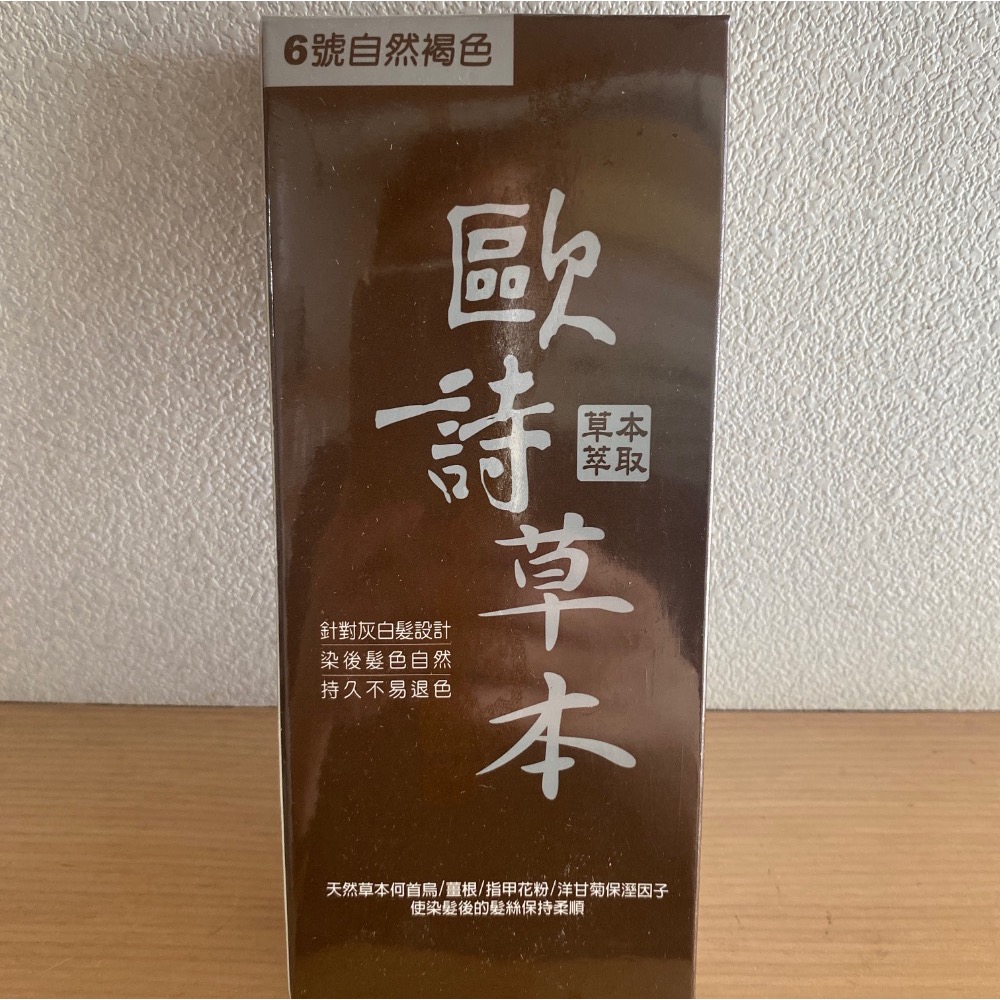 6號自然褐色
歐詩草本
草本
萃取
針對灰白髮設計
染後髮色自然
持久不易退色
天然草本何首烏/薑根/指甲花粉/洋甘菊保溼因子
使染髮後的髮絲保持柔順